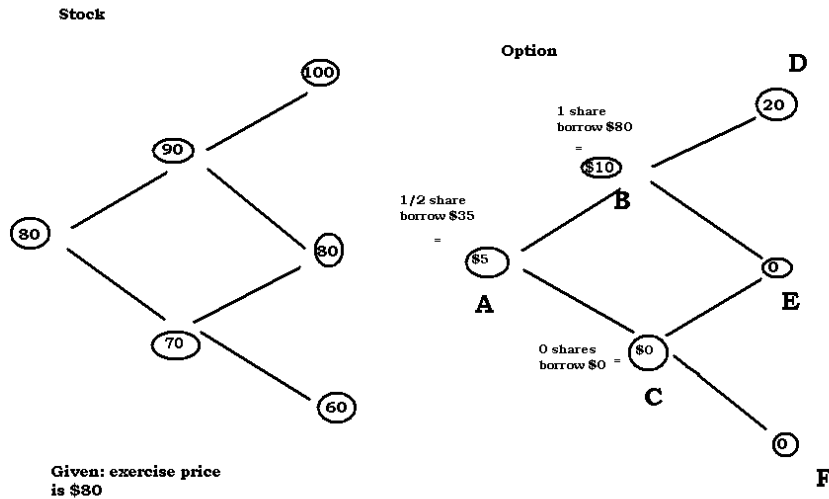 Stock
100
90
80
80
70
60
Given: exercise price
is $80
Option
D
1 share
borrow $80
=
20
$10
B
1/2 share
borrow $35
=
$5
A
0
E
0 shares
borrow $0 =
$0
C
0
F